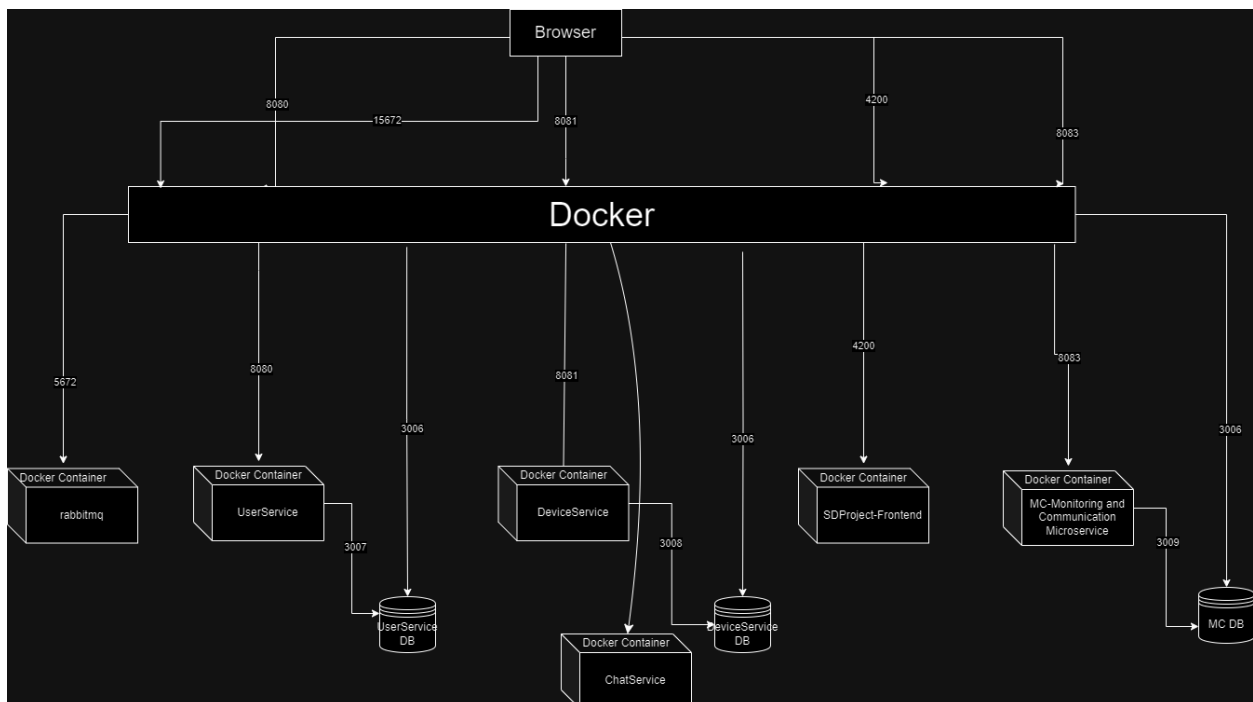 Browser
8080
15672
8081
4200
8083
Docker
5672
8080
3006
8081
3006
4200
8083
3006
Docker Container
rabbitmq
Docker Container
UserService
Docker Container
DeviceService
Docker Container
SDProject-Frontend
Docker Container
MC-Monitoring and
Communication
Microservice
3007
3008
3009
UserService
DB
DeviceService
DB
MC DB
Docker Container
ChatService